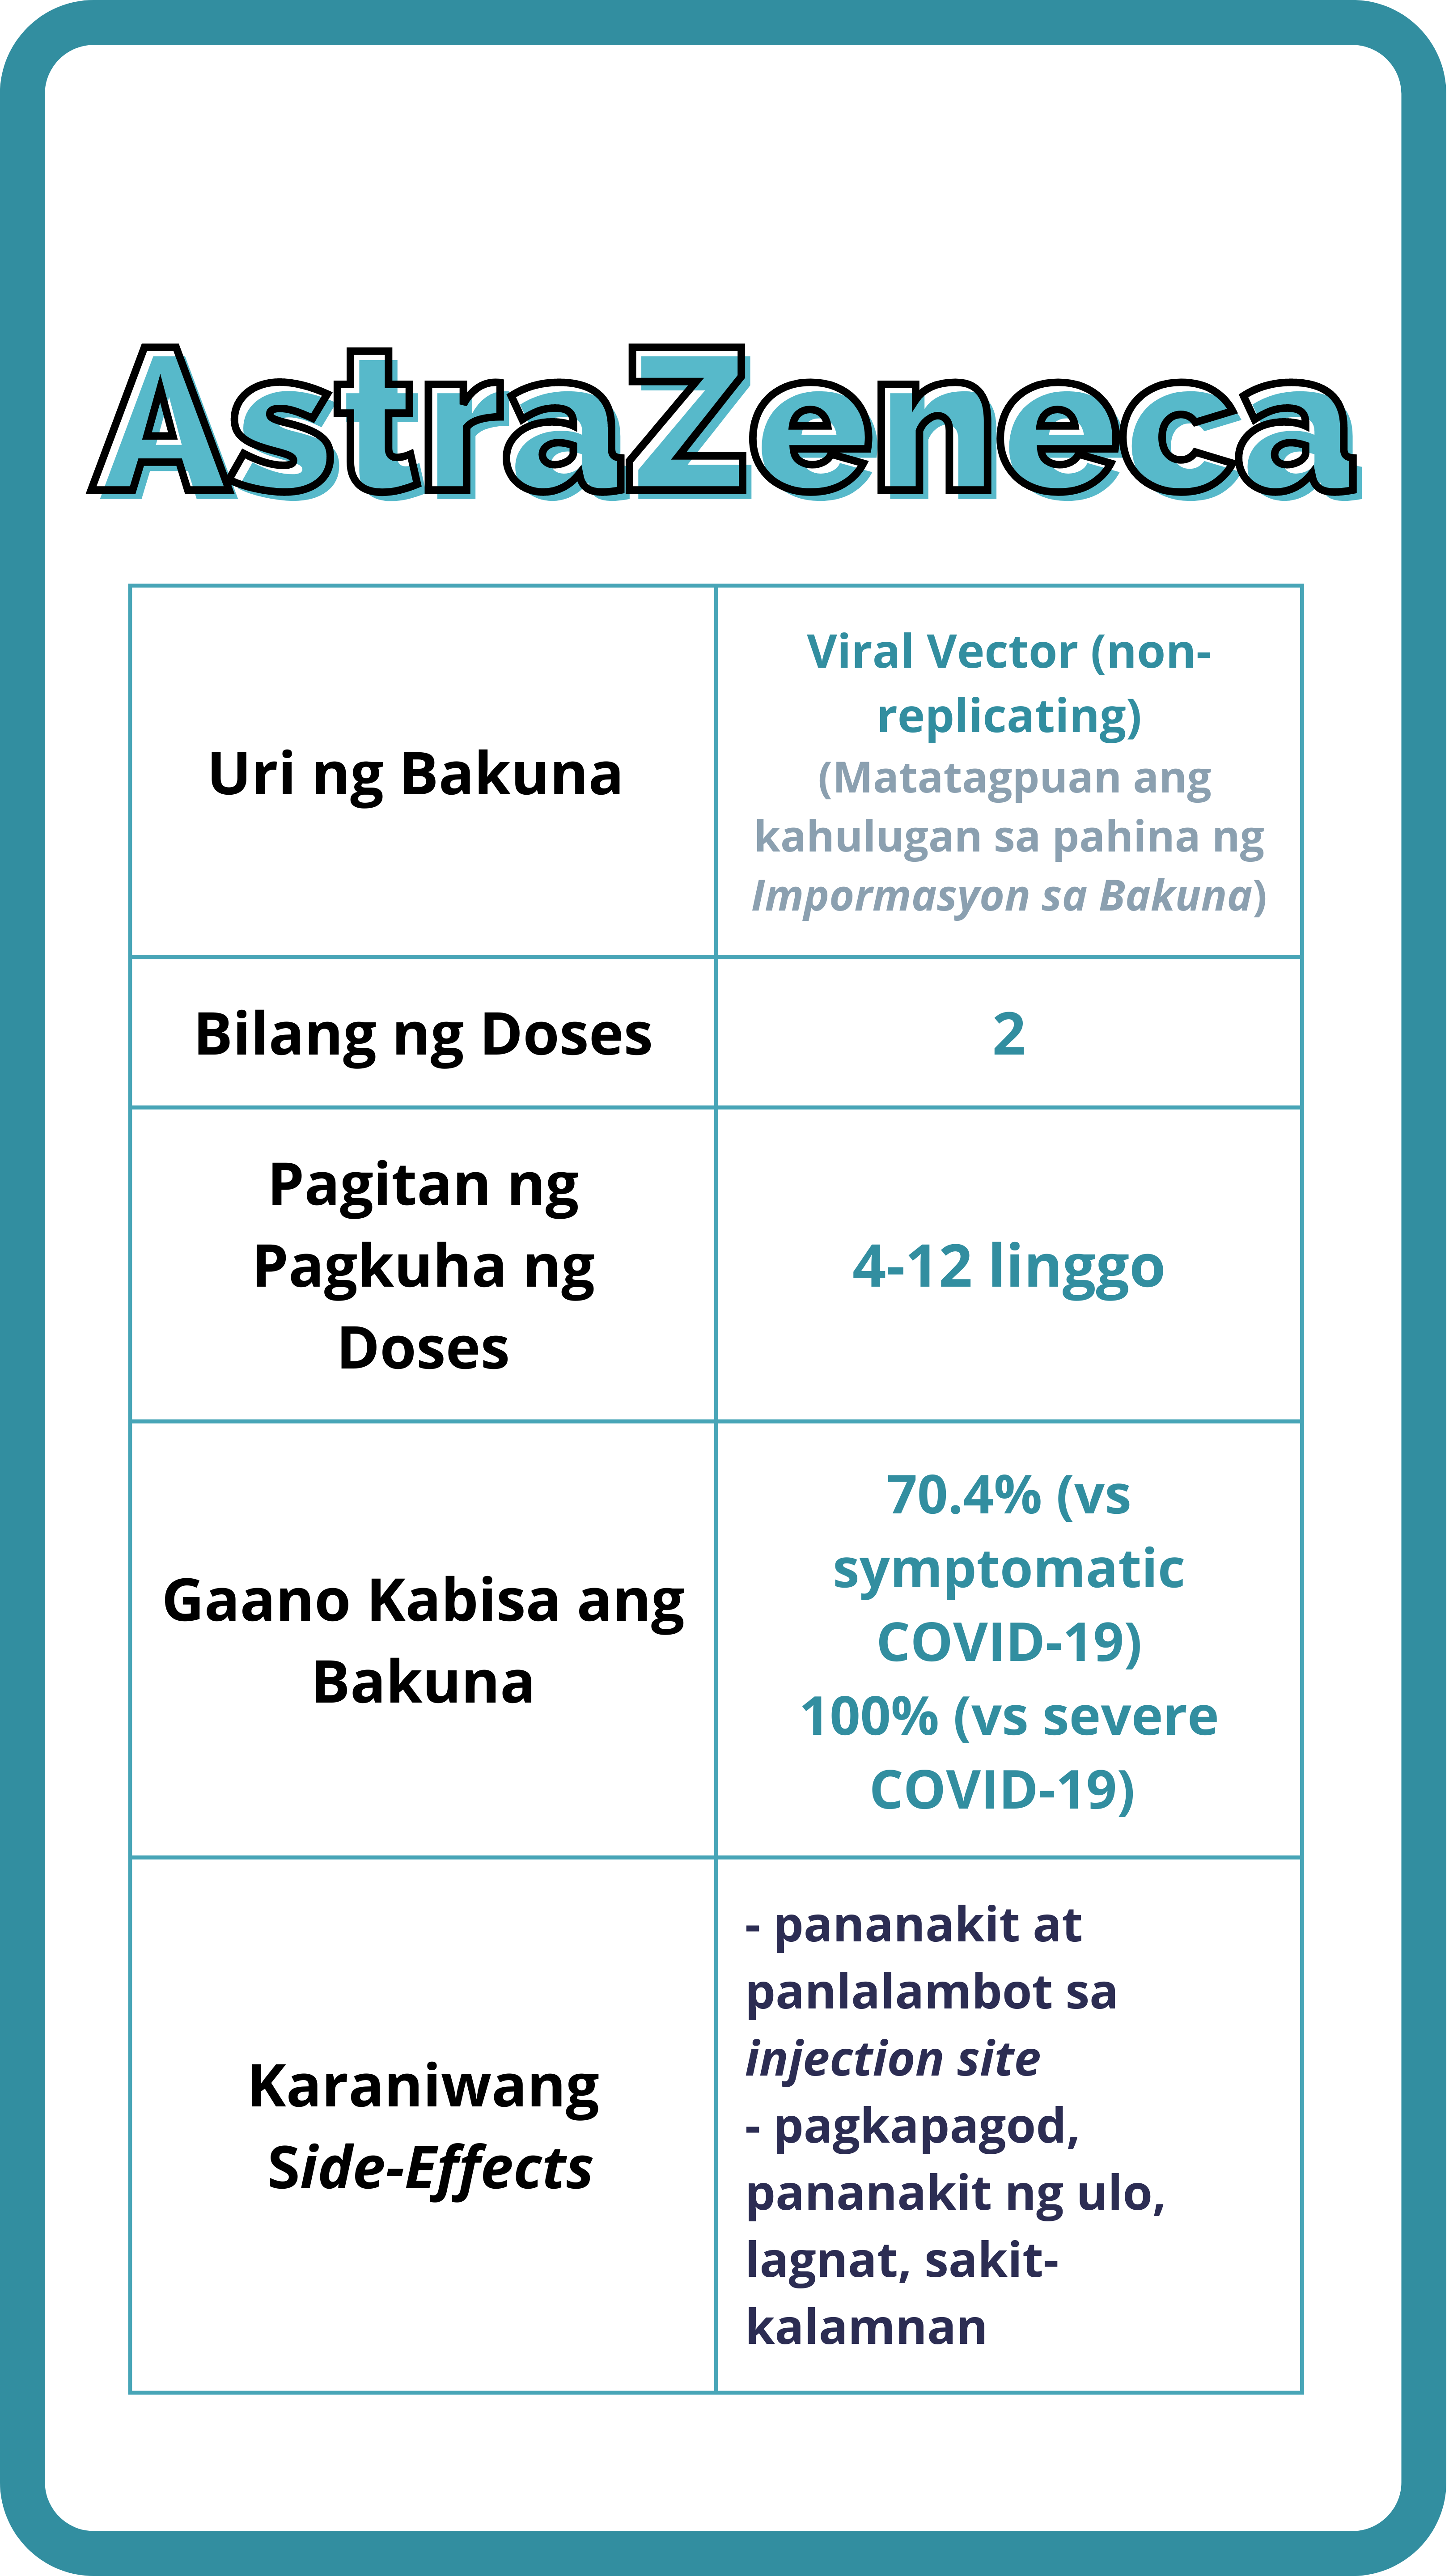 AstraZeneca
Uri ng Bakuna
Viral Vector (non-
replicating)
(Matatagpuan ang
kahulugan sa pahina ng
Impormasyon sa Bakuna)
Bilang ng Doses
2
Pagitan ng
Pagkuha ng
Doses
4-12 linggo
Gaano Kabisa ang
Bakuna
70.4% (vs
symptomatic
COVID-19)
100% (vs severe
COVID-19)
Karaniwang
Side-Effects
- pananakit at
panlalambot sa
injection site
- pagkapagod,
pananakit ng ulo,
lagnat, sakit-
kalamnan